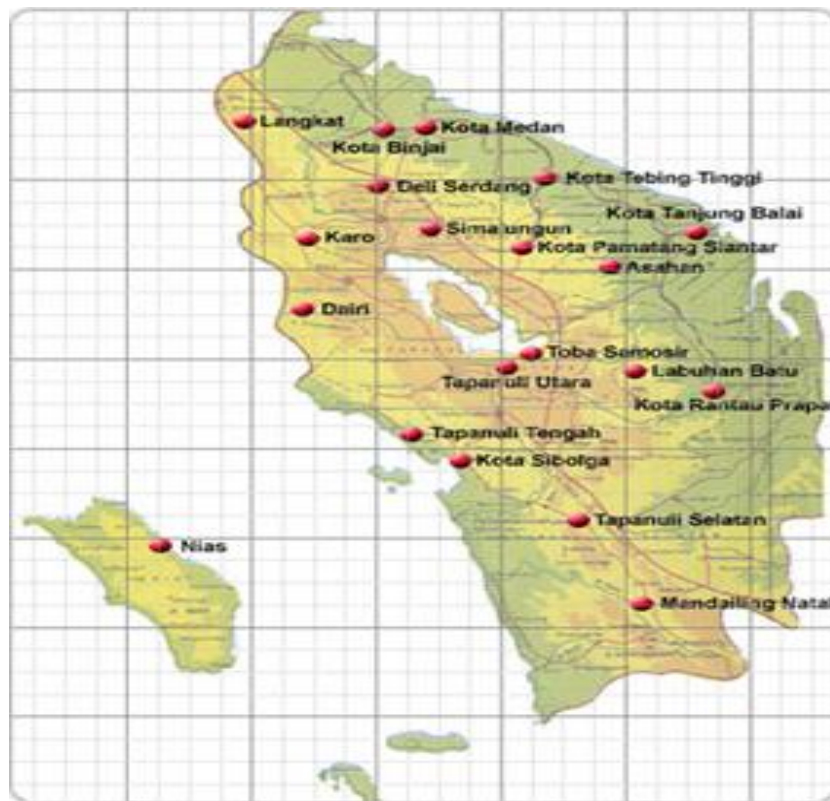 Langkat
Kota Medan
Kota Binjai
Deli Serdang
Kota Tebing Tinggi
Kota Tanjung Balai
Simalungun
Karo
Kota Pamatang Siantar
Asahan
Dairi
Toba Samosir
Labuhan Batu
Tapanuli Utara
Kota Rantau Prapa
Tapanuli Tengah
Kota Sibolga
Tapanuli Selatan
Nias
Mandailing Natal